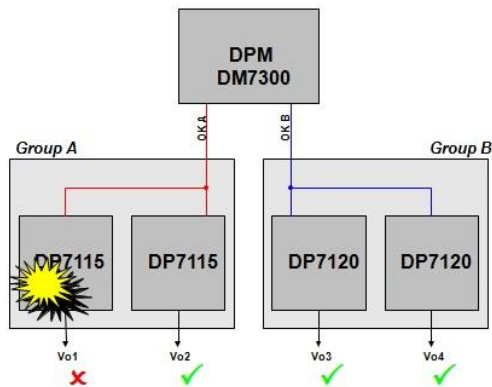 DPM
DM7300
OK A
OK B
Group A
Group B
DP7115
DP7115
DP7120
DP7120
Vo1
Vo2
Vo3
Vo4